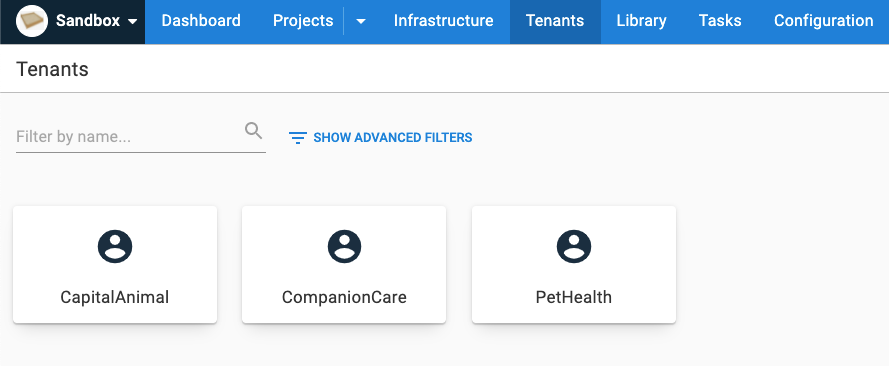 Sandbox Dashboard Projects Infrastructure Tenants Library Tasks Configuration
Tenants
Filter by name...
SHOW ADVANCED FILTERS
CapitalAnimal
CompanionCare
PetHealth